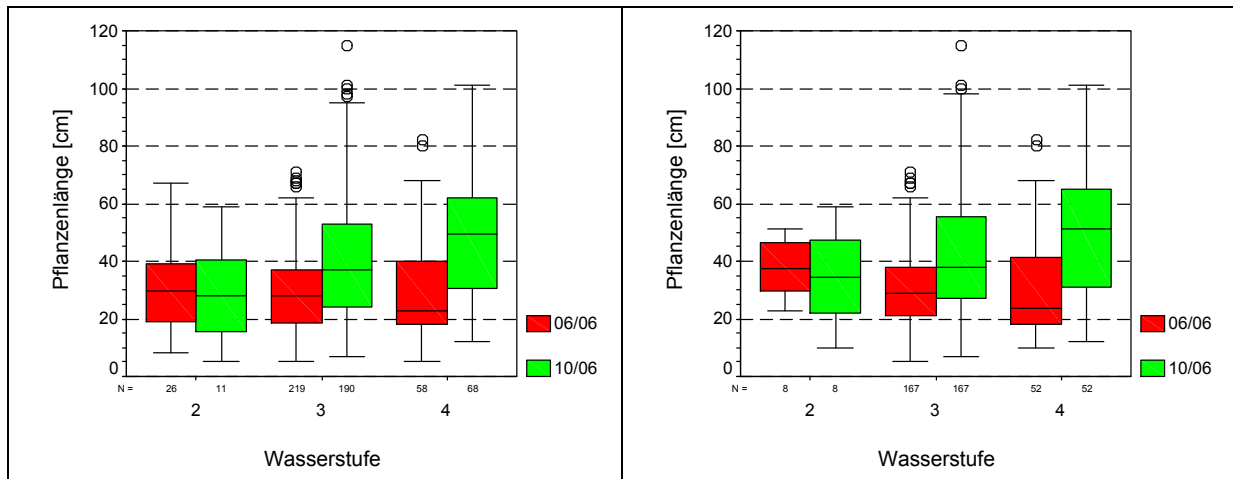 120
100
80
60
40
20
0
Pflanzenlänge [cm]
N = 26 11 219 190 58 68
2 3 4
Wasserstufe
06/06
10/06
120
100
80
60
40
20
0
Pflanzenlänge [cm]
N = 8 8 167 167 52 52
2 3 4
Wasserstufe
06/06
10/06